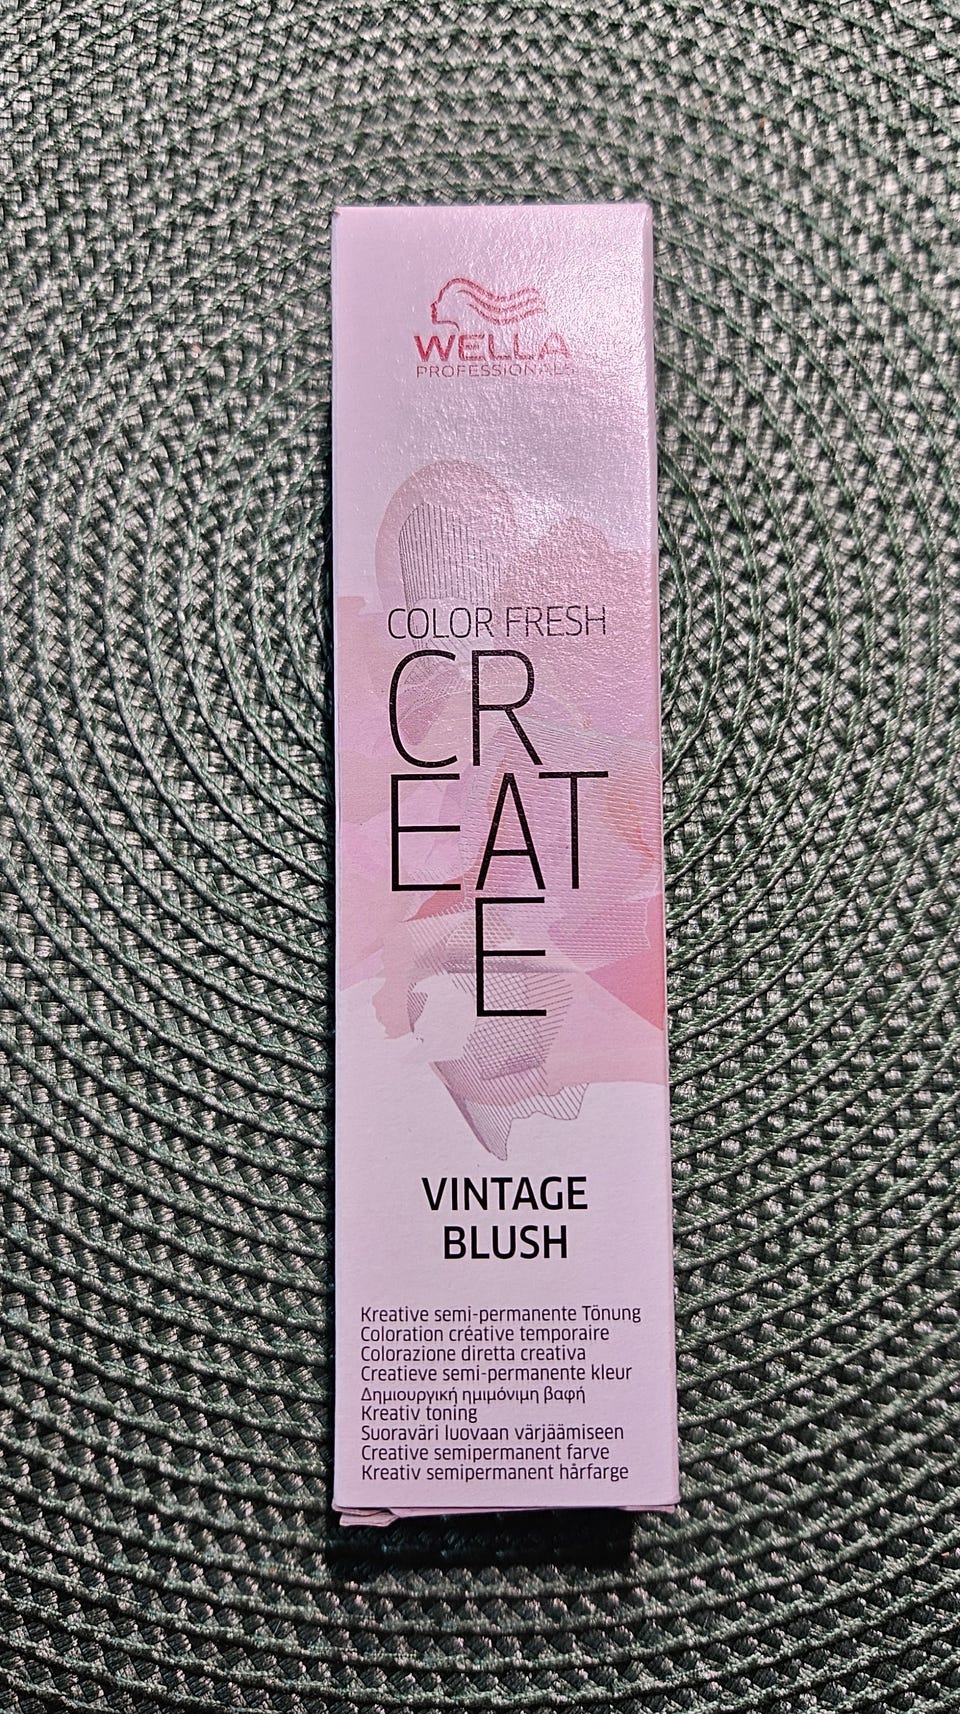 WELLA
PROFESSIONALS
COLOR FRESH
CR
EAT
E
VINTAGE
BLUSH
Kreative semi-permanente Tönung
Coloration créative temporaire
Colorazione diretta creativa
Creatieve semi-permanente kleur
Δημιουργική ημιμόνιμη βαφή
Kreativ toning
Suoraväri luovaan värjäämiseen
Creative semipermanent farve
Kreativ semipermanent hårfarge